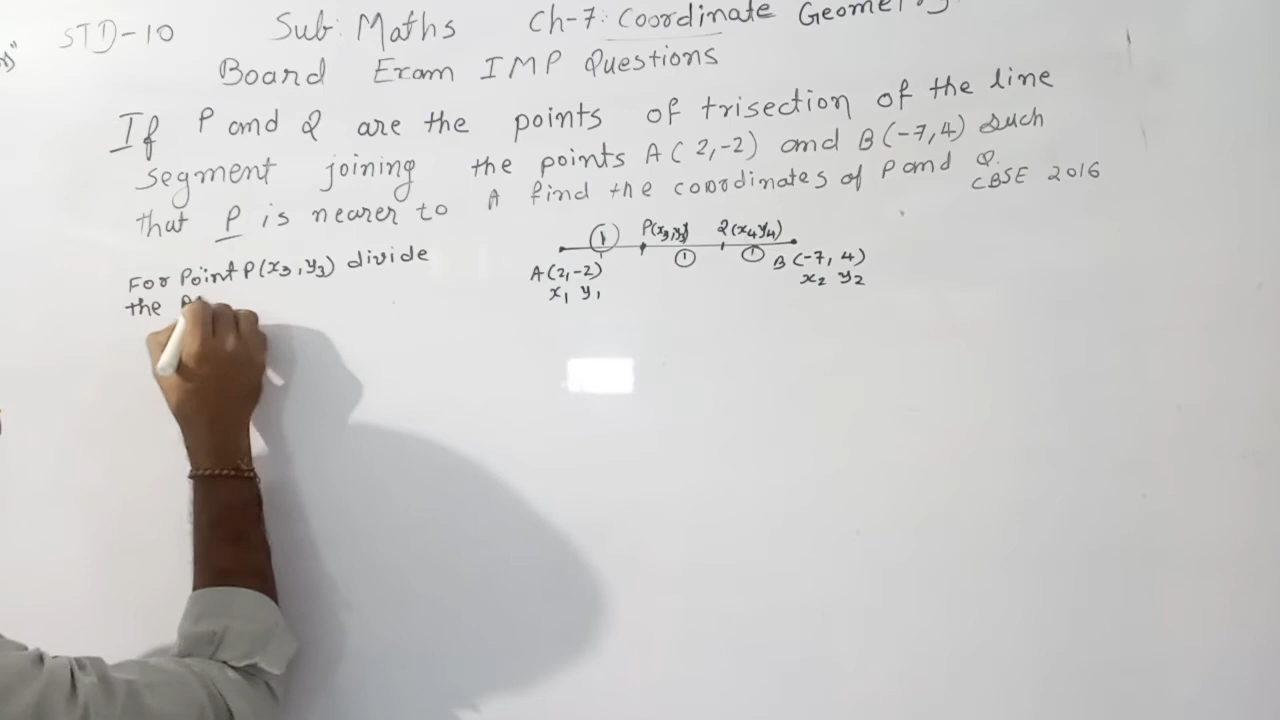 STD-10 Sub: Maths Ch-7: Coordinate
Board Exam IMP Questions
If P and Q are the points of trisection of the line
segment joining the points A(2,-2) and B(-7,4) such
that P is nearer to A find the coordinates of P and Q.
CBSE 2016
For Point P(x3,y3) divide
the
1 P(x3,y3) Q(x4y4)
1 1
A(2,-2) B(-7,4)
x1 y1 x2 y2